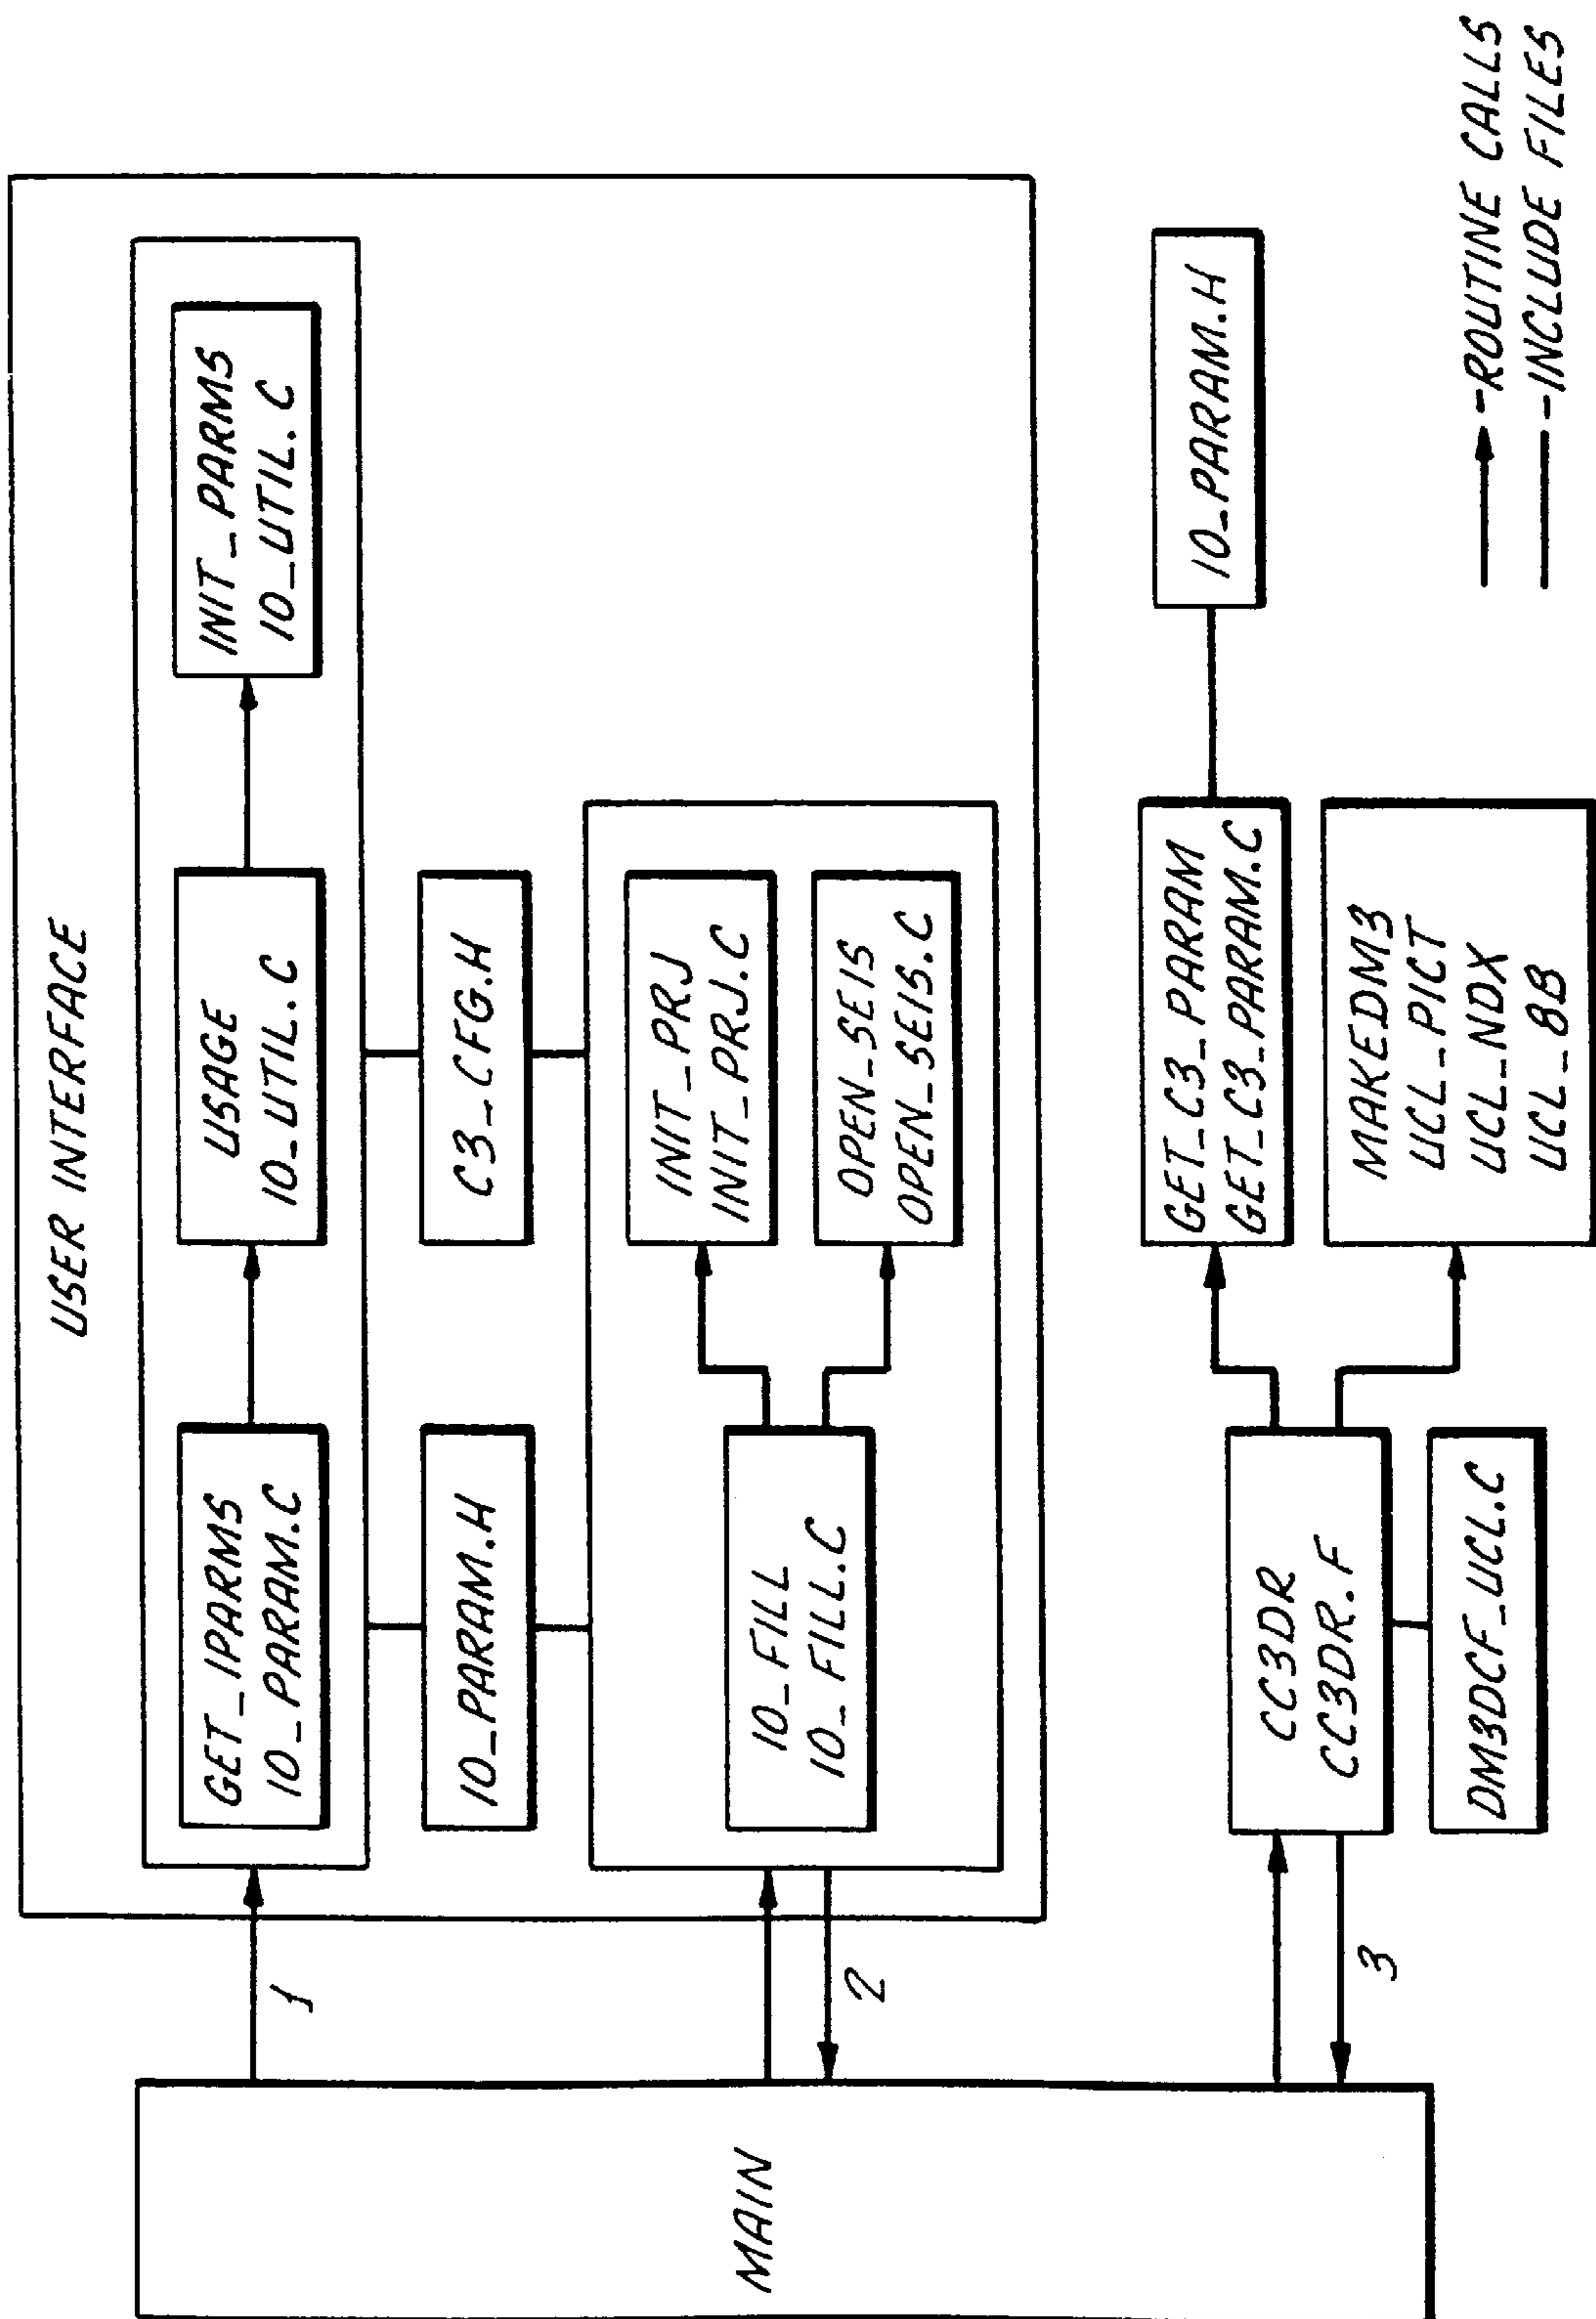 USER INTERFACE
MAIN
1
GET_IPARMS
IO_PARAM.C
USAGE
IO_UTIL.C
INIT_PARMS
IO_UTIL.C
IO_PARAM.H
C3_CFG.H
2
IO_FILL
IO_FILL.C
INIT_PRJ
INIT_PRJ.C
OPEN_SEIS
OPEN_SEIS.C
3
CC3DR
CC3DR.F
DM3DCF_UCL.C
GET_C3_PARAM
GET_C3_PARAM.C
IO_PARAM.H
MAKEDM3
UCL_PICT
UCL_NDX
UCL_8B
-ROUTINE CALLS
-INCLUDE FILES